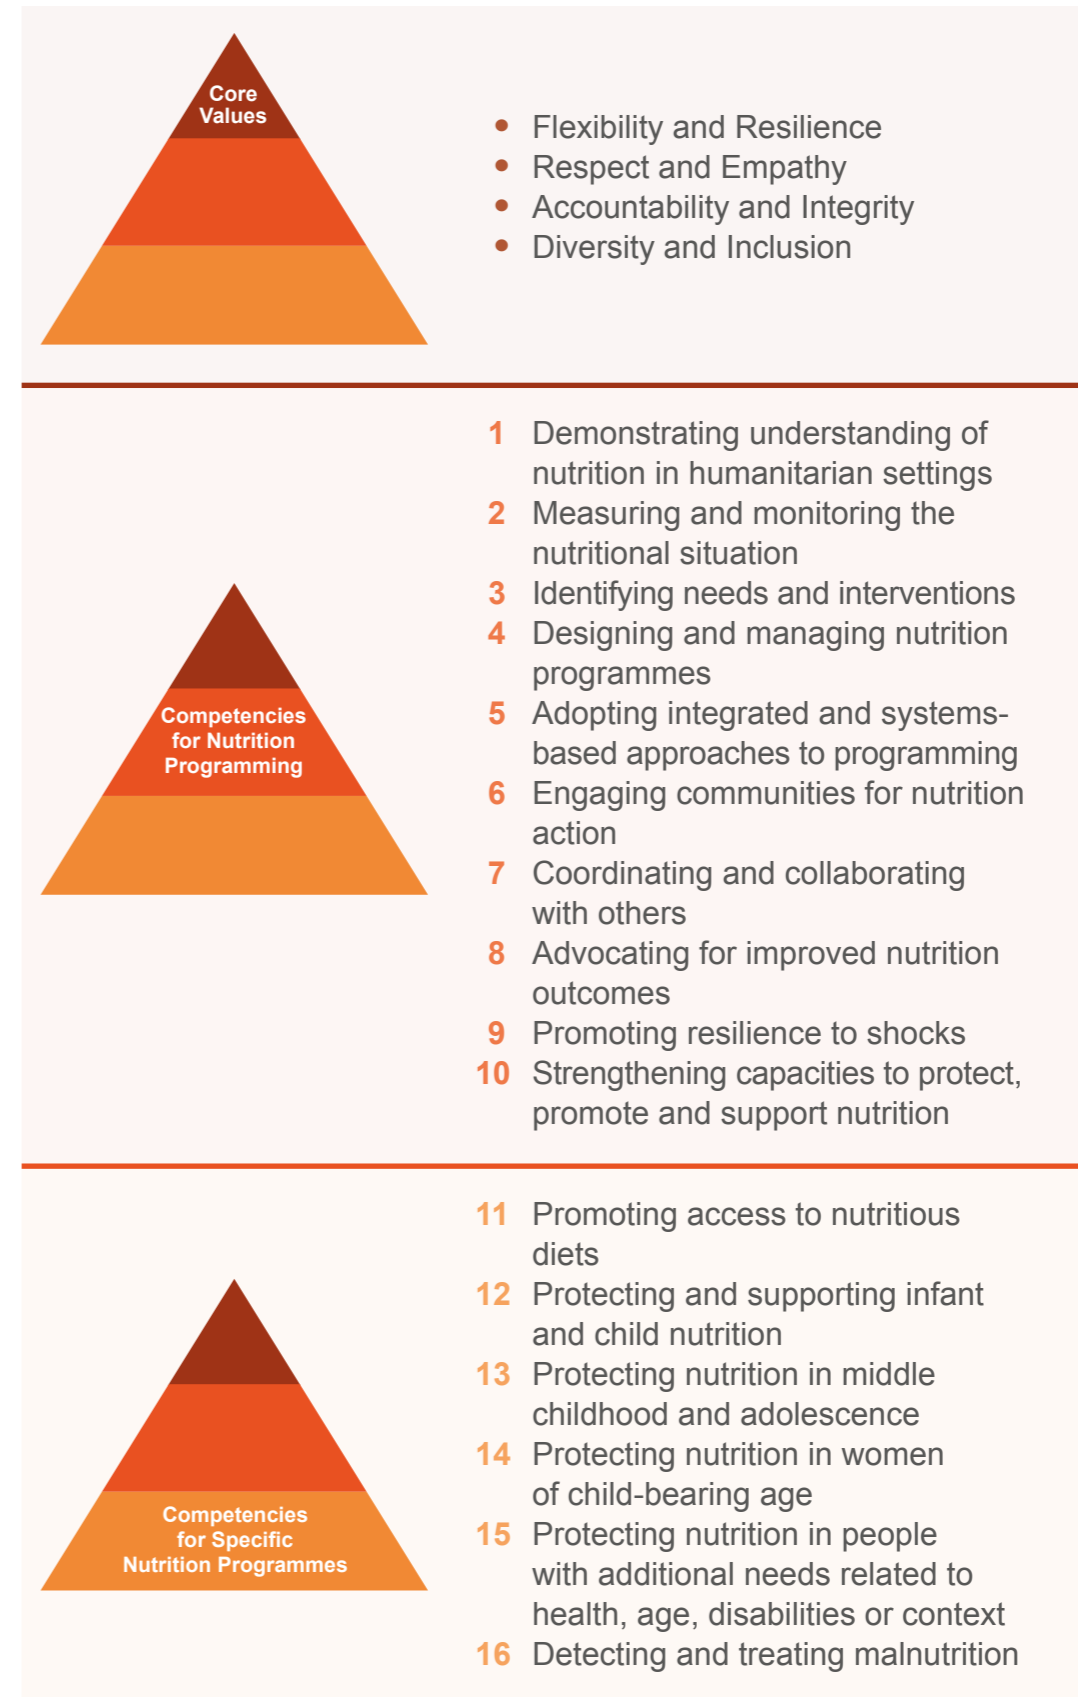 Core
Values
• Flexibility and Resilience
• Respect and Empathy
• Accountability and Integrity
• Diversity and Inclusion
Competencies
for Nutrition
Programming
1 Demonstrating understanding of
nutrition in humanitarian settings
2 Measuring and monitoring the
nutritional situation
3 Identifying needs and interventions
4 Designing and managing nutrition
programmes
5 Adopting integrated and systems-
based approaches to programming
6 Engaging communities for nutrition
action
7 Coordinating and collaborating
with others
8 Advocating for improved nutrition
outcomes
9 Promoting resilience to shocks
10 Strengthening capacities to protect,
promote and support nutrition
Competencies
for Specific
Nutrition Programmes
11 Promoting access to nutritious
diets
12 Protecting and supporting infant
and child nutrition
13 Protecting nutrition in middle
childhood and adolescence
14 Protecting nutrition in women
of child-bearing age
15 Protecting nutrition in people
with additional needs related to
health, age, disabilities or context
16 Detecting and treating malnutrition